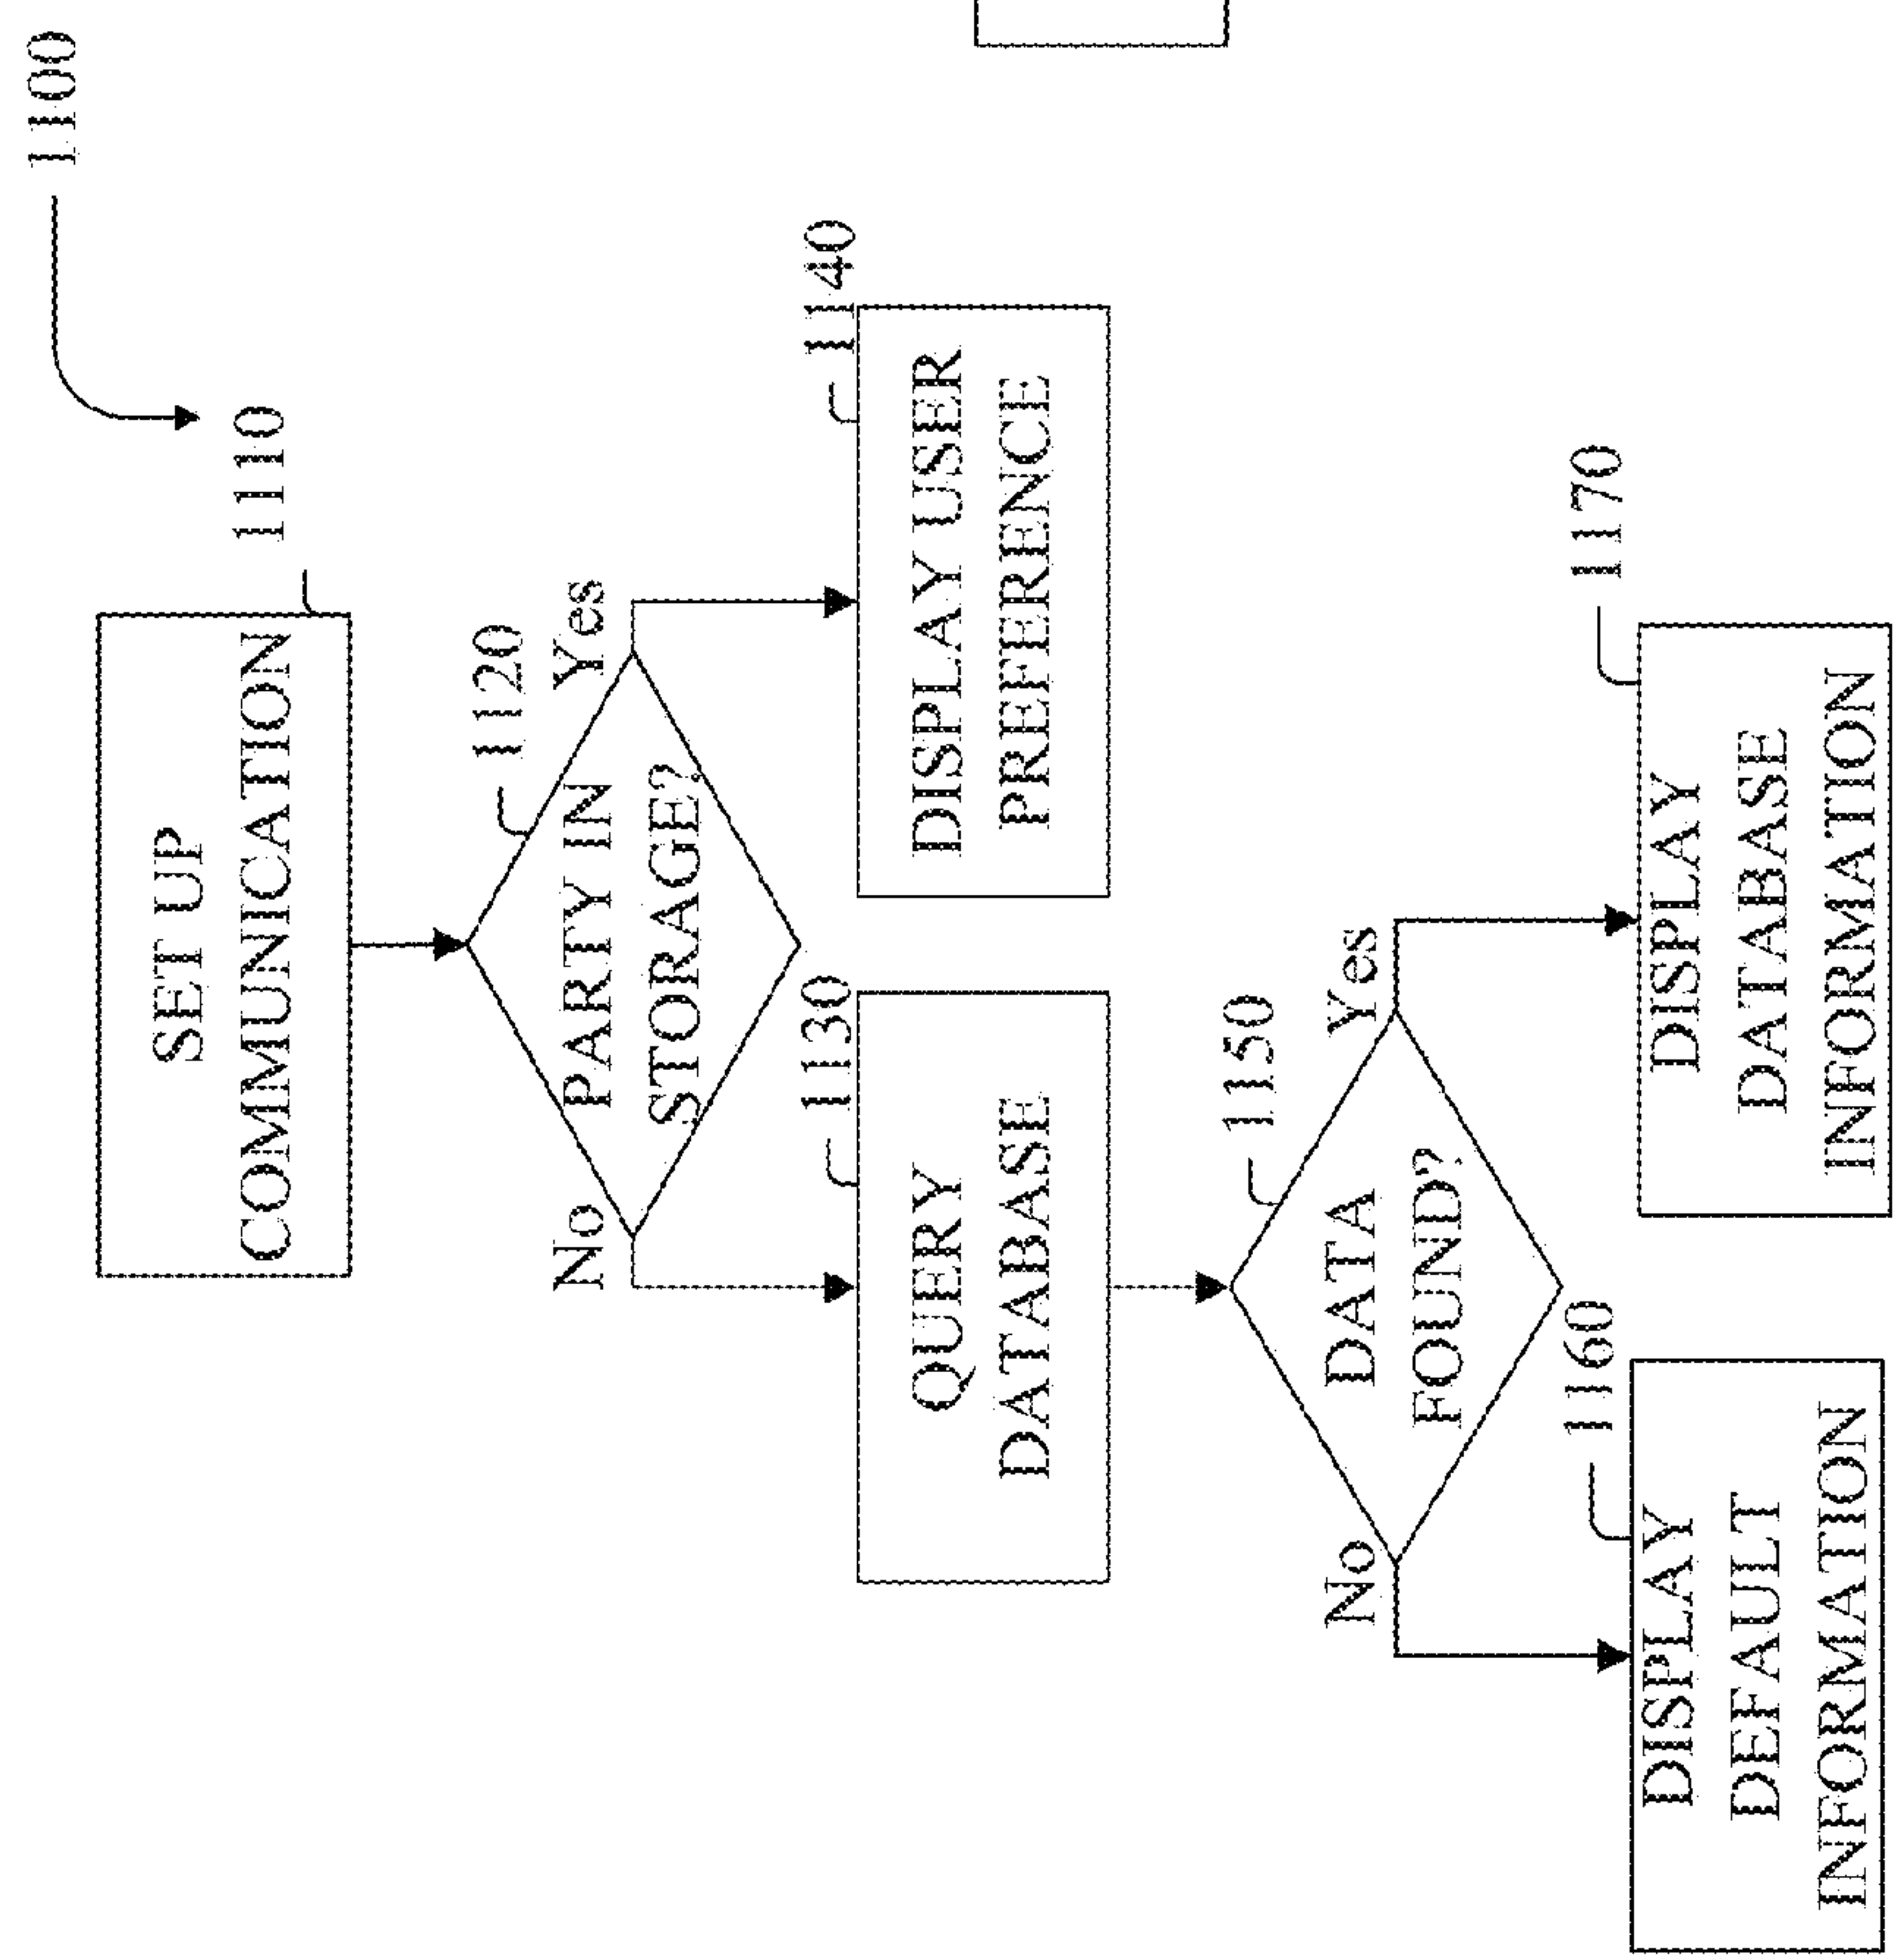 1100
SET UP
COMMUNICATION
1110
1120
PARTY IN
STORAGE?
No
Yes
1130
QUERY
DATABASE
1140
DISPLAY USER
PREFERENCE
1150
DATA
FOUND?
No
Yes
1160
DISPLAY
DEFAULT
INFORMATION
1170
DISPLAY
DATABASE
INFORMATION